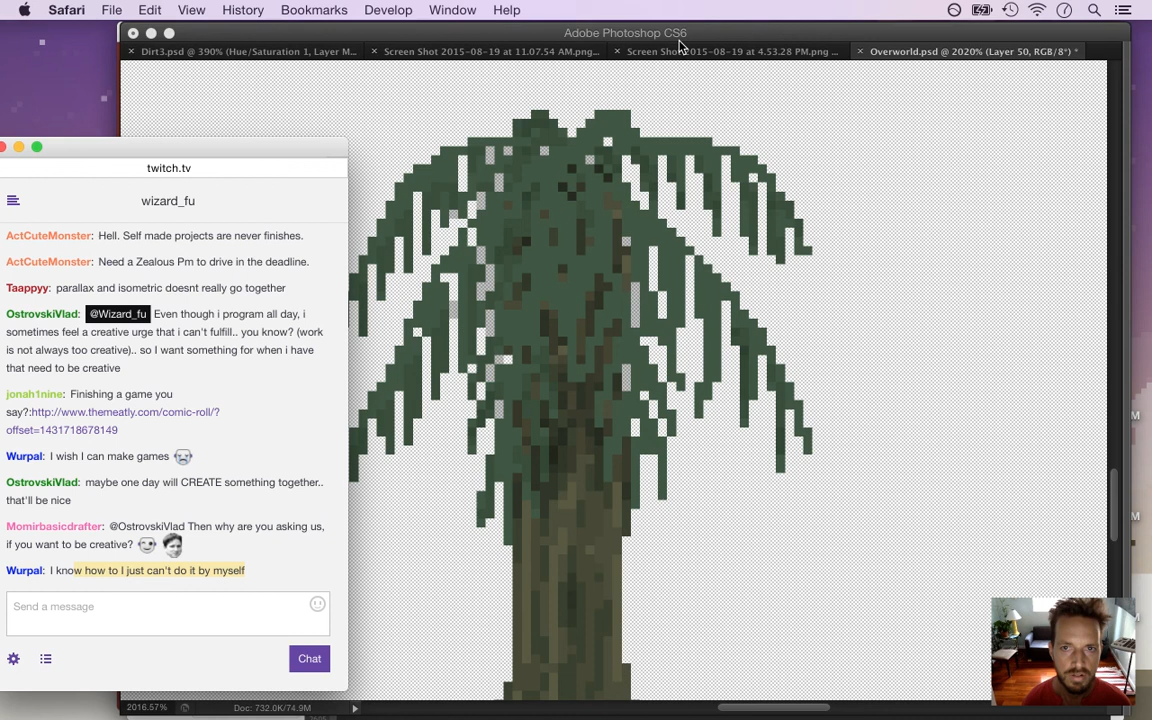 Safari File Edit View History Bookmarks Develop Window Help
Adobe Photoshop CS6
Dirt3.psd @ 390% (Hue/Saturation 1, Layer M...
Screen Shot 2015-08-19 at 11.07.54 AM.png...
Screen Shot 2015-08-19 at 4.53.28 PM.png ...
Overworld.psd @ 2020% (Layer 50, RGB/8*) *
twitch.tv
wizard_fu
ActCuteMonster: Hell. Self made projects are never finishes.
ActCuteMonster: Need a Zealous Pm to drive in the deadline.
Taappyy: parallax and isometric doesnt really go together
OstrovskiVlad: @Wizard_fu Even though i program all day, i
sometimes feel a creative urge that i can't fulfill.. you know? (work
is not always too creative).. so I want something for when i have
that need to be creative
jonah1nine: Finishing a game you
say?:http://www.themeatly.com/comic-roll/?
offset=1431718678149
Wurpal: I wish I can make games
OstrovskiVlad: maybe one day will CREATE something together..
that'll be nice
Momirbasicdrafter: @OstrovskiVlad Then why are you asking us,
if you want to be creative?
Wurpal: I know how to I just can't do it by myself
Send a message
Chat
2016.57%
Doc: 732.0K/74.9M